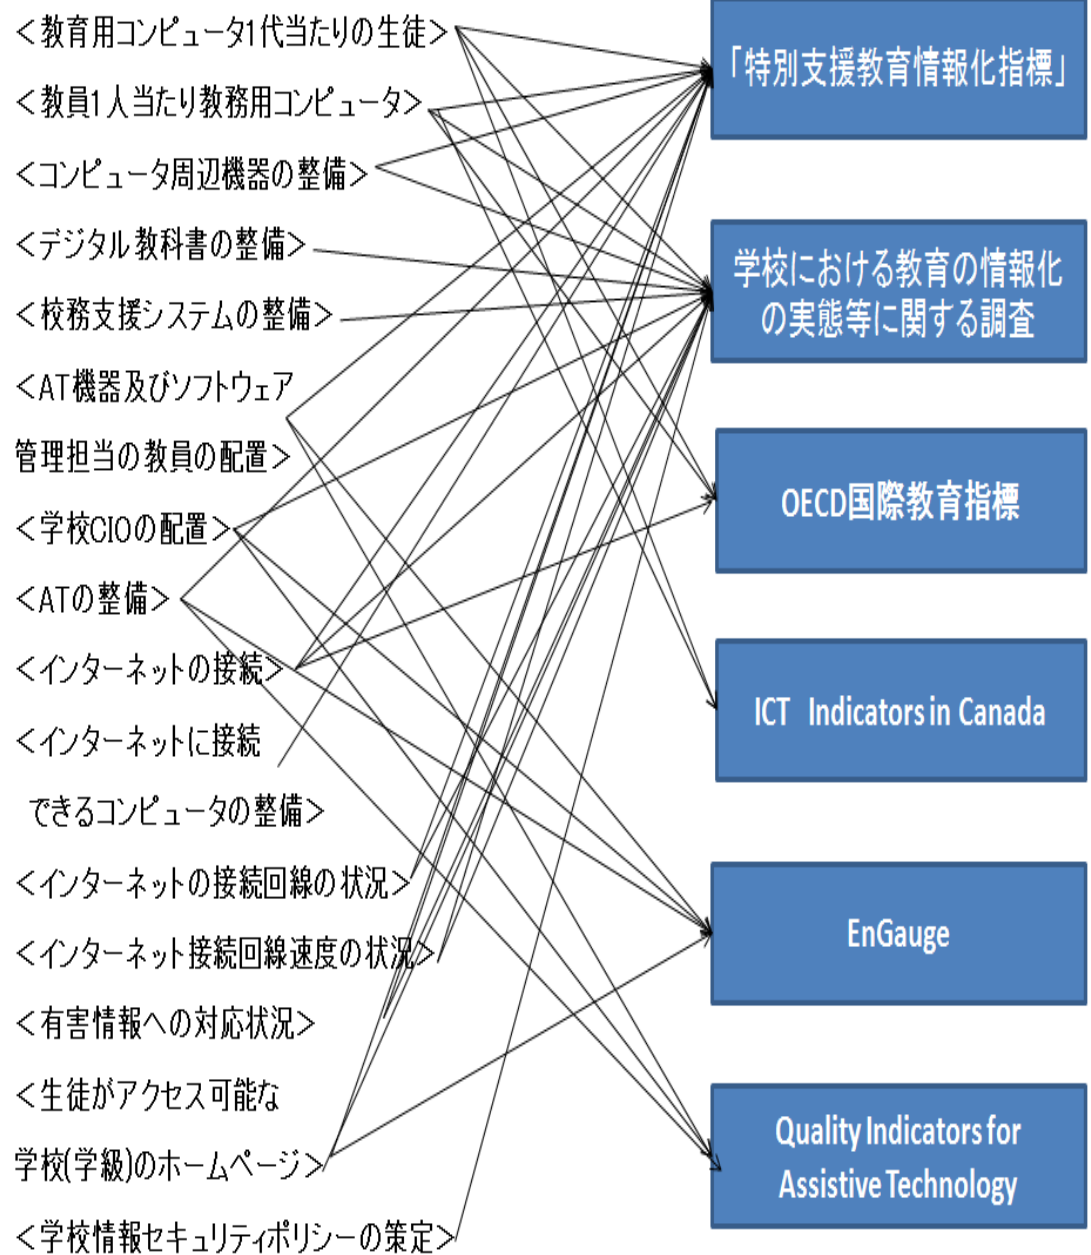 ＜教育用コンピュータ1代当たりの生徒＞
＜教員1人当たり教務用コンピュータ＞
＜コンピュータ周辺機器の整備＞
＜デジタル教科書の整備＞
＜校務支援システムの整備＞
＜AT機器及びソフトウェア
管理担当の教員の配置＞
＜学校CIOの配置＞
＜ATの整備＞
＜インターネットの接続＞
＜インターネットに接続
できるコンピュータの整備＞
＜インターネットの接続回線の状況＞
＜インターネット接続回線速度の状況＞
＜有害情報への対応状況＞
＜生徒がアクセス可能な
学校(学級)のホームページ＞
＜学校情報セキュリティポリシーの策定＞
「特別支援教育情報化指標」
学校における教育の情報化
の実態等に関する調査
OECD国際教育指標
ICT Indicators in Canada
EnGauge
Quality Indicators for
Assistive Technology